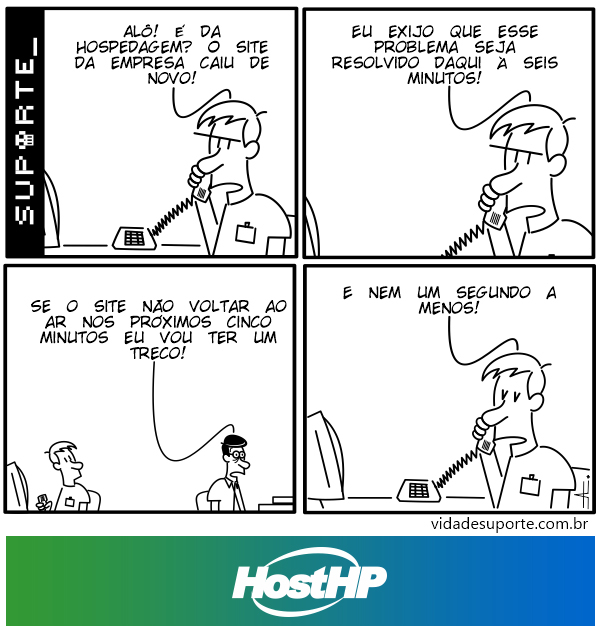 SUPORTE_
ALÔ! É DA
HOSPEDAGEM? O SITE
DA EMPRESA CAIU DE
NOVO!
EU EXIJO QUE ESSE
PROBLEMA SEJA
RESOLVIDO DAQUI À SEIS
MINUTOS!
SE O SITE NÃO VOLTAR AO
AR NOS PRÓXIMOS CINCO
MINUTOS EU VOU TER UM
TRECO!
E NEM UM SEGUNDO A
MENOS!
vidadesuporte.com.br
HostHP